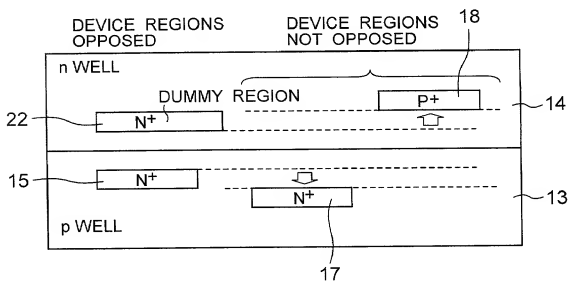 DEVICE REGIONS
OPPOSED
DEVICE REGIONS
NOT OPPOSED
18
n WELL
DUMMY REGION
P+
14
22
N+
15
N+
N+
13
p WELL
17